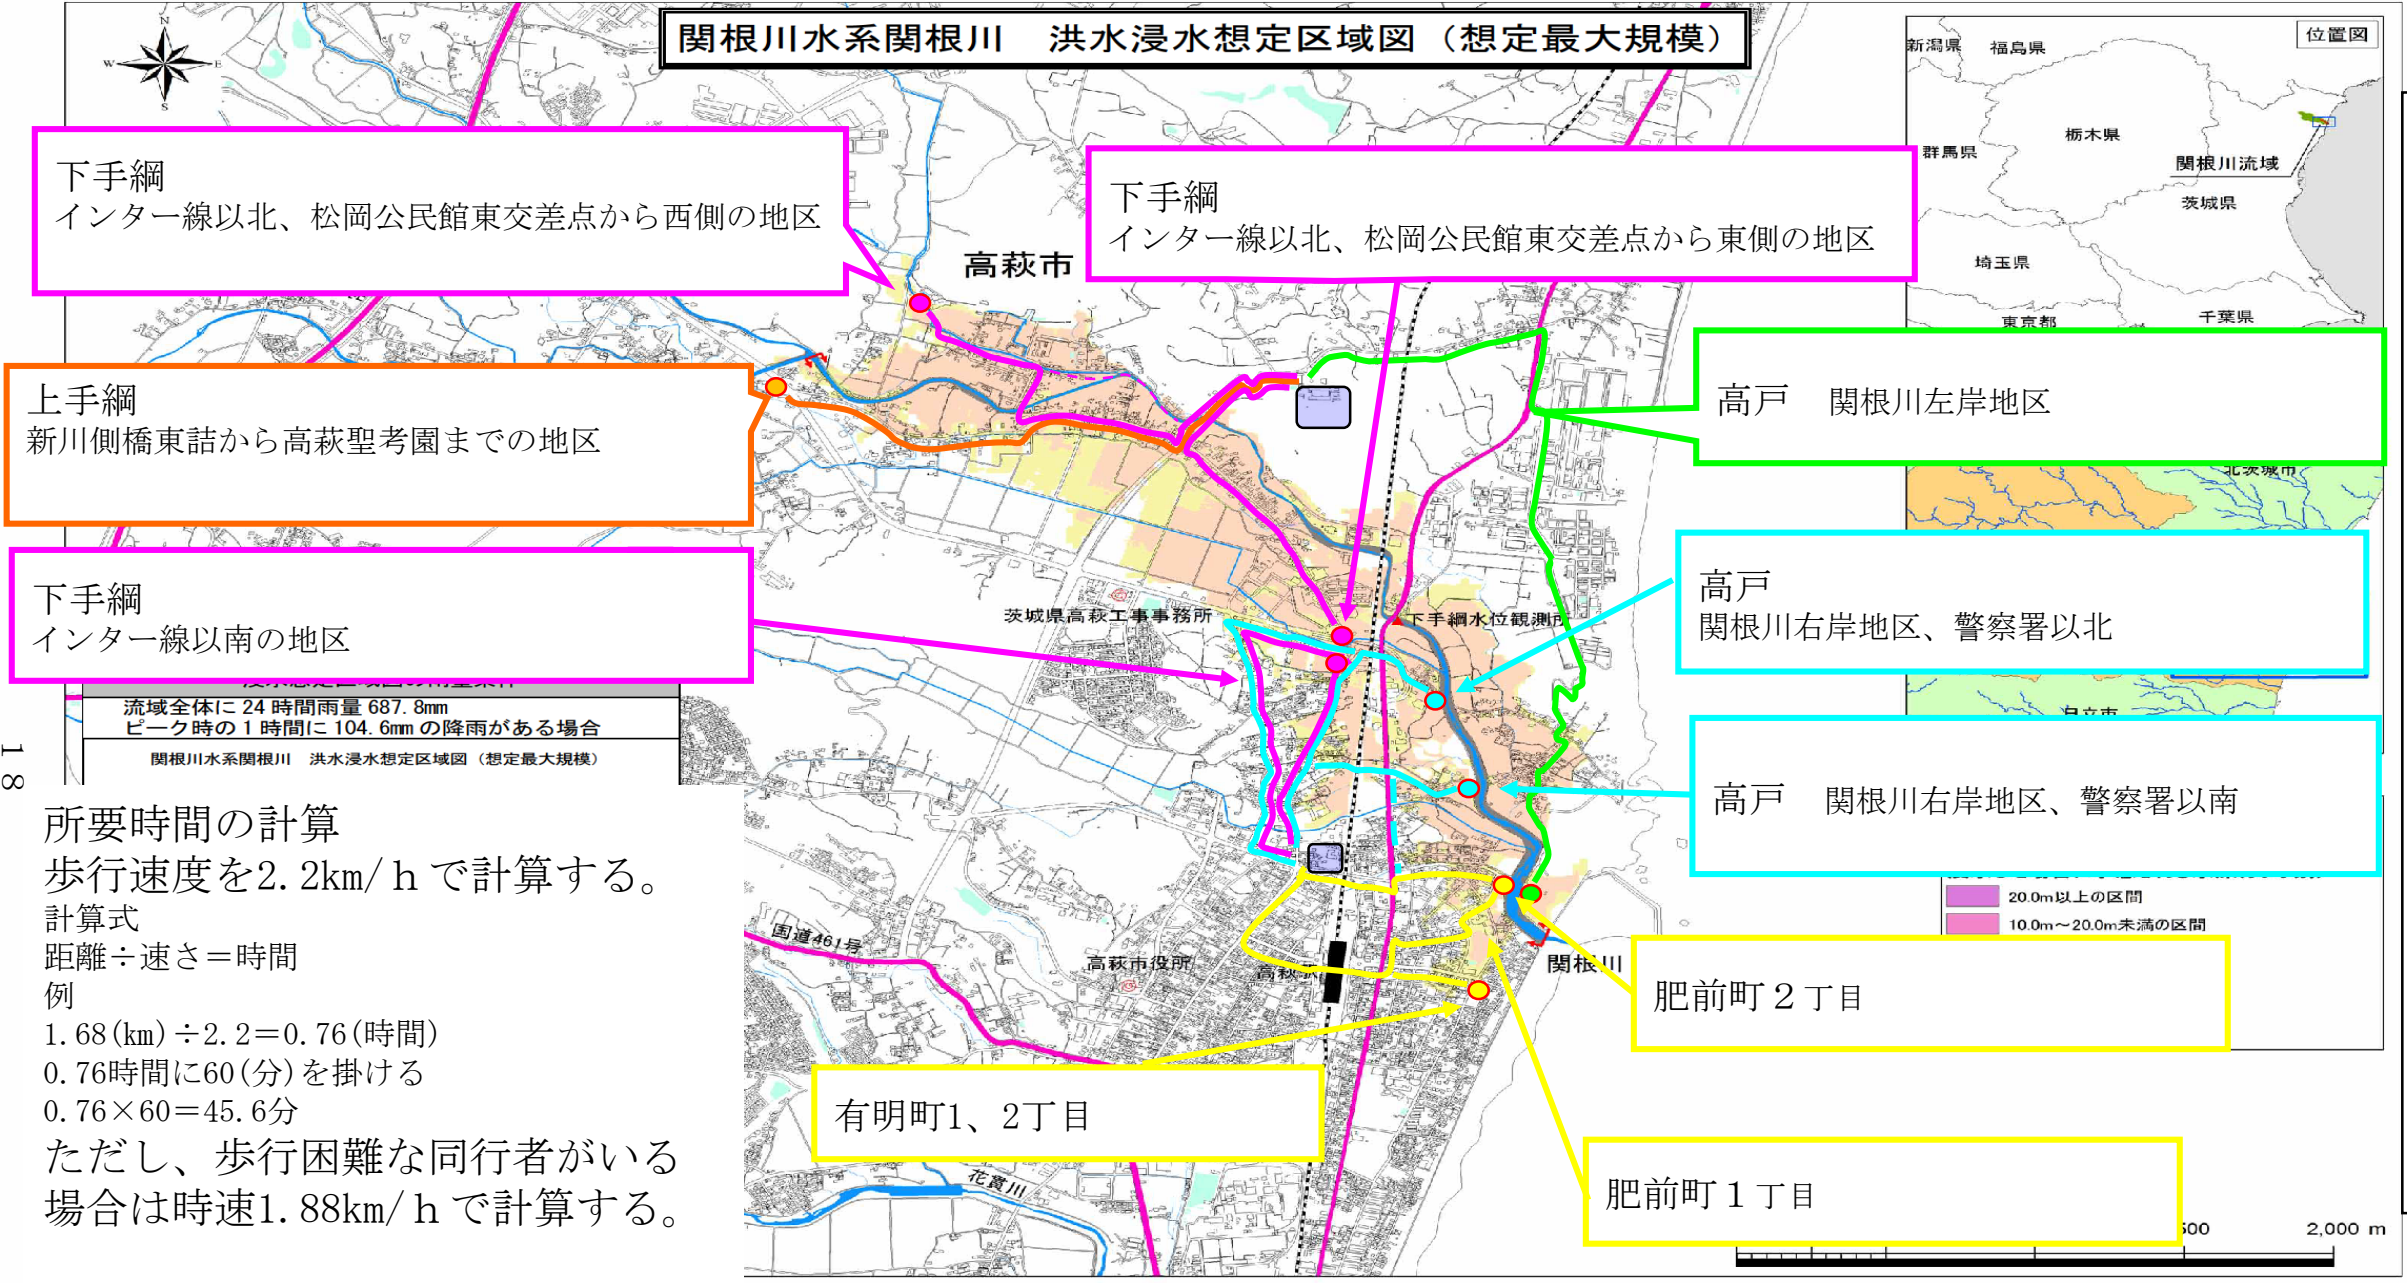 関根川水系関根川　洪水浸水想定区域図（想定最大規模）
N
W
E
S
位置図
新潟県
福島県
栃木県
群馬県
関根川流域
茨城県
埼玉県
東京都
千葉県
下手綱
インター線以北、松岡公民館東交差点から西側の地区
下手綱
インター線以北、松岡公民館東交差点から東側の地区
高萩市
上手綱
新川側橋東詰から高萩聖考園までの地区
高戸　関根川左岸地区
北茨城市
下手綱
インター線以南の地区
茨城県高萩工事事務所
下手綱水位観測所
高戸
関根川右岸地区、警察署以北
日立市
流域全体に 24 時間雨量 687.8mm
ピーク時の 1 時間に 104.6mm の降雨がある場合
関根川水系関根川　洪水浸水想定区域図（想定最大規模）
高戸　関根川右岸地区、警察署以南
18
所要時間の計算
歩行速度を2.2km/ｈで計算する。
計算式
距離÷速さ＝時間
例
1.68(km)÷2.2＝0.76(時間)
0.76時間に60(分)を掛ける
0.76×60＝45.6分
ただし、歩行困難な同行者がいる
場合は時速1.88km/ｈで計算する。
20.0m以上の区間
10.0m～20.0m未満の区間
国道461号
高萩市役所
高萩駅
関根川
肥前町２丁目
有明町1、2丁目
肥前町１丁目
花貫川
2,000 m